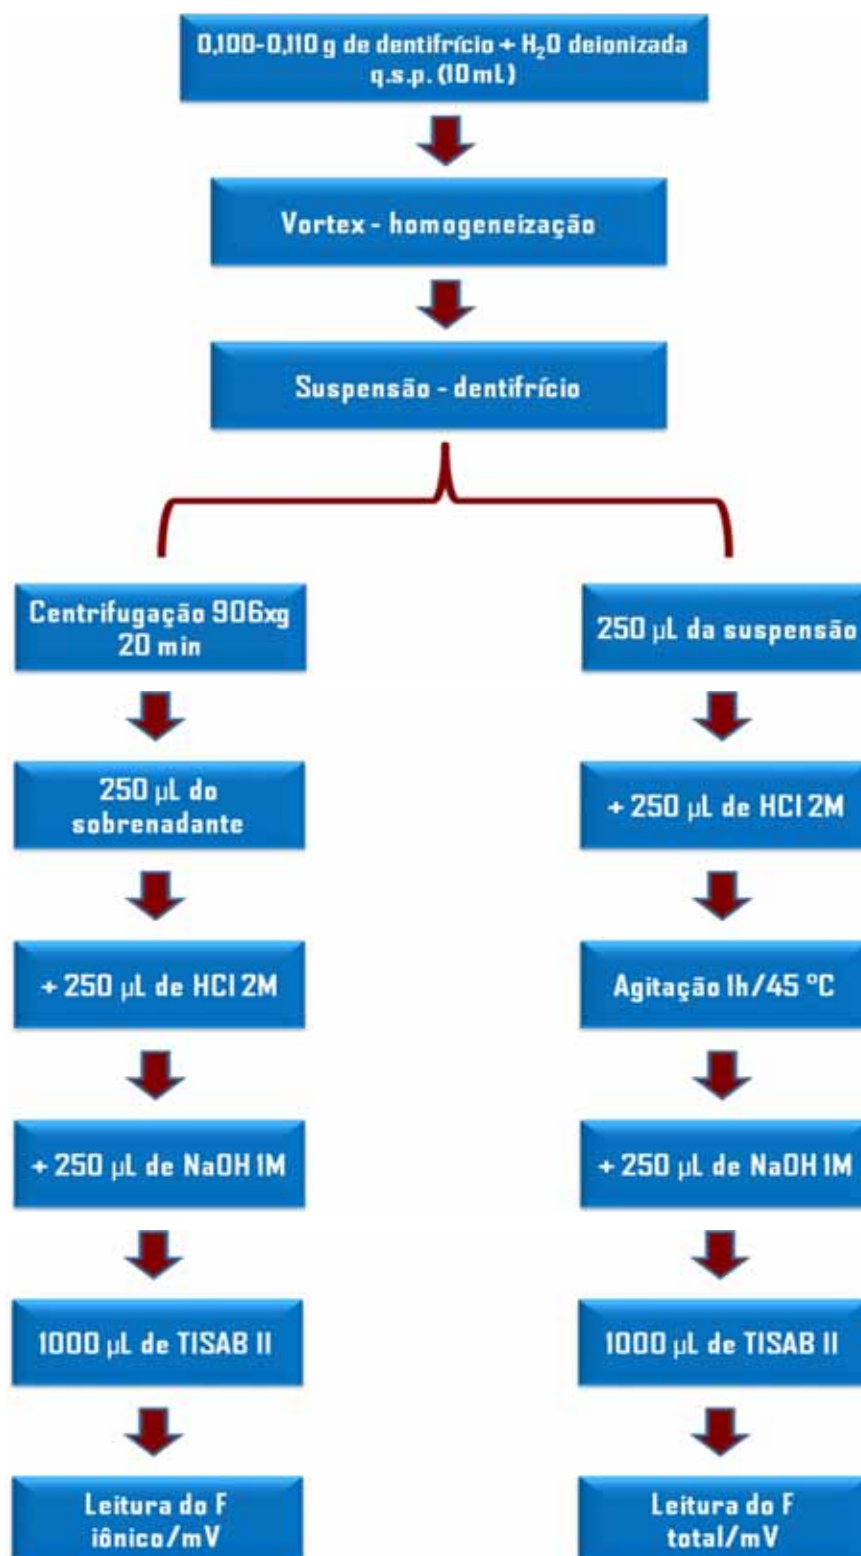 0,100-0,110 g de dentifrício + H₂O deionizada
q.s.p. (10mL)
Vortex - homogeneização
Suspensão - dentifrício
Centrifugação 906xg
20 min
250 µL do
sobrenadante
+ 250 µL de HCl 2M
+ 250 µL de NaOH 1M
1000 µL de TISAB II
Leitura do F
iônico/mV
250 µL da suspensão
+ 250 µL de HCl 2M
Agitação 1h/45 °C
+ 250 µL de NaOH 1M
1000 µL de TISAB II
Leitura do F
total/mV